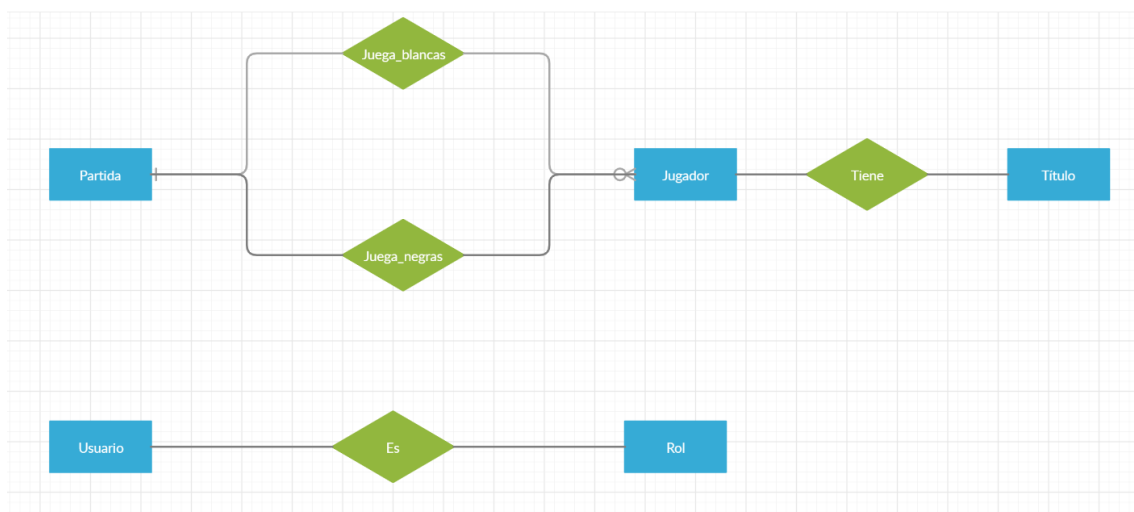 Juega_blancas
Partida
Jugador
Tiene
Título
Juega_negras
Usuario
Es
Rol